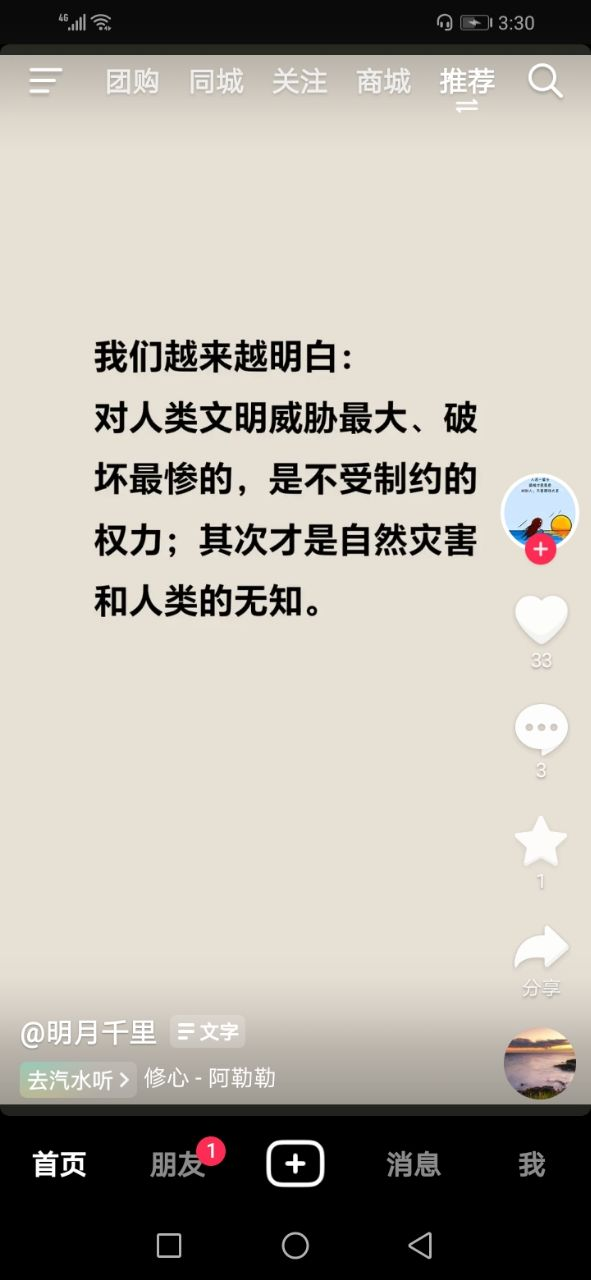 4G 3:30
团购 同城 关注 商城 推荐
我们越来越明白：
对人类文明威胁最大、破
坏最惨的，是不受制约的
权力；其次才是自然灾害
和人类的无知。
33
3
1
分享
@明月千里 文字
去汽水听 修心 - 阿勒勒
首页 朋友 1 消息 我